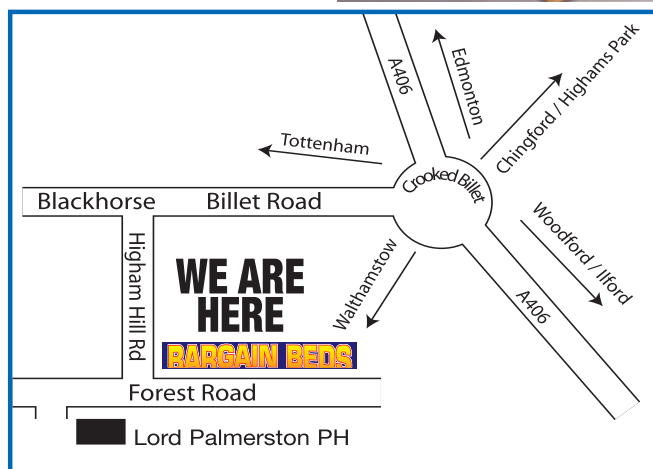 A406
Edmonton
Chingford / Highams Park
Tottenham
Crooked Billet
Blackhorse
Billet Road
Woodford / Ilford
Higham Hill Rd
WE ARE
HERE
Walthamstow
A406
BARGAIN BEDS
Forest Road
Lord Palmerston PH